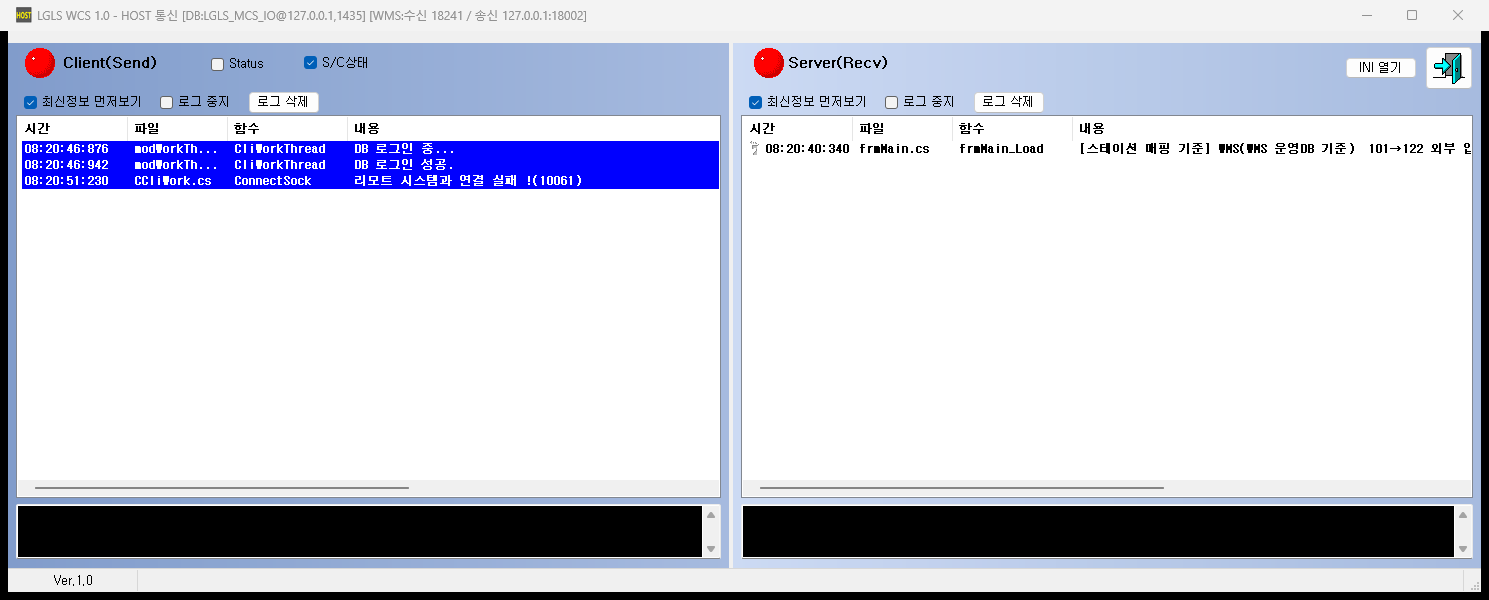 HOST LGLS WCS 1.0 - HOST 통신 [DB:LGLS_MCS_IO@127.0.0.1,1435] [WMS:수신 18241 / 송신 127.0.0.1:18002]
Client(Send) Status S/C상태
최신정보 먼저보기 로그 중지 로그 삭제
시간 파일 함수 내용
08:20:46:876 modWorkTh... CliWorkThread DB 로그인 중...
08:20:46:942 modWorkTh... CliWorkThread DB 로그인 성공.
08:20:51:230 CCliWork.cs ConnectSock 리모트 시스템과 연결 실패 !(10061)
Server(Recv) INI 열기
최신정보 먼저보기 로그 중지 로그 삭제
시간 파일 함수 내용
08:20:40:340 frmMain.cs frmMain_Load [스테이션 매핑 기준] WMS(WMS 운영DB 기준) 101→122 외부
Ver.1.0